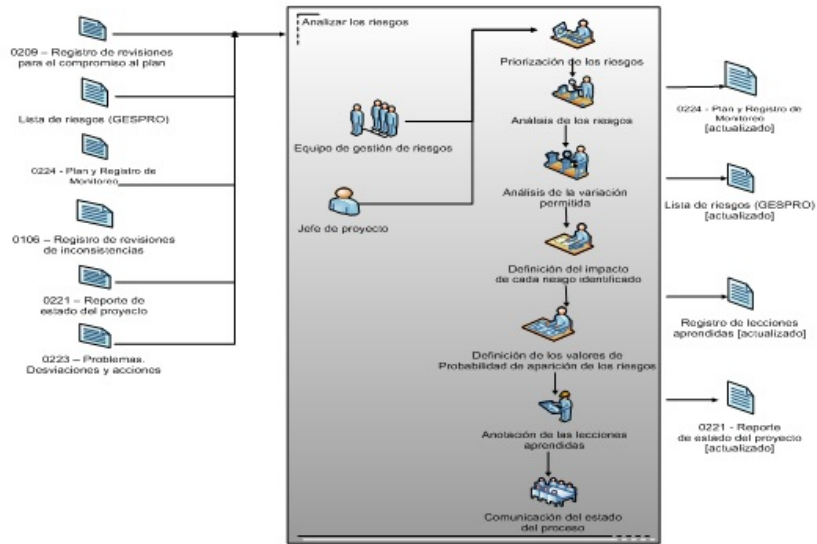 0209 – Registro de revisiones
para el compromiso al plan
Lista de riesgos (GESPRO)
0224 - Plan y Registro de
Monitoreo
0106 – Registro de revisiones
de inconsistencias
0221 – Reporte de
estado del proyecto
0223 – Problemas.
Desviaciones y acciones
Analizar los riesgos
Equipo de gestión de riesgos
Jefe de proyecto
Priorización de los riesgos
Análisis de los riesgos
Análisis de la variación
permitida
Definición del impacto
de cada riesgo identificado
Definición de los valores de
Probabilidad de aparición de los riesgos
Anotación de las lecciones
aprendidas
Comunicación del estado
del proceso
0224 - Plan y Registro de
Monitoreo
[actualizado]
Lista de riesgos (GESPRO)
[actualizado]
Registro de lecciones
aprendidas [actualizado]
0221 - Reporte
de estado del proyecto
[actualizado]